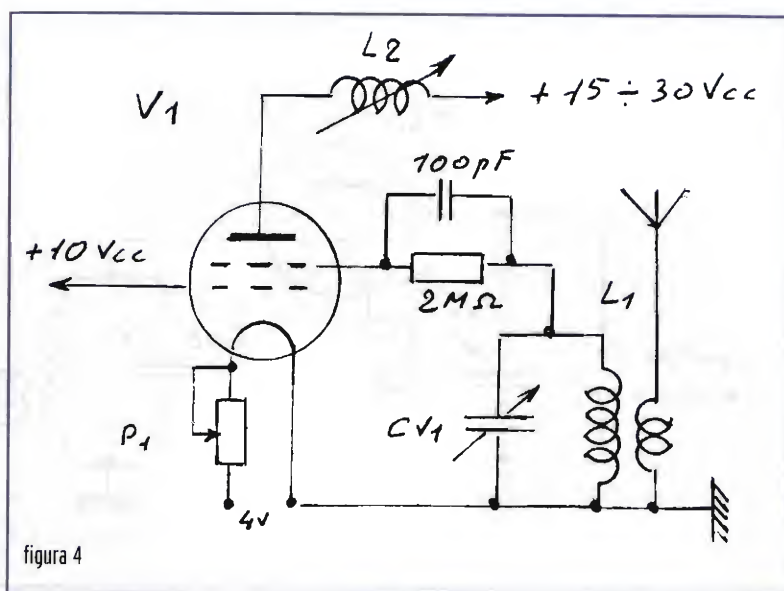 L2
V1
+ 15 ÷ 30 Vcc
100pF
+10 Vcc
2MΩ
L1
P1
CV1
4v
figura 4